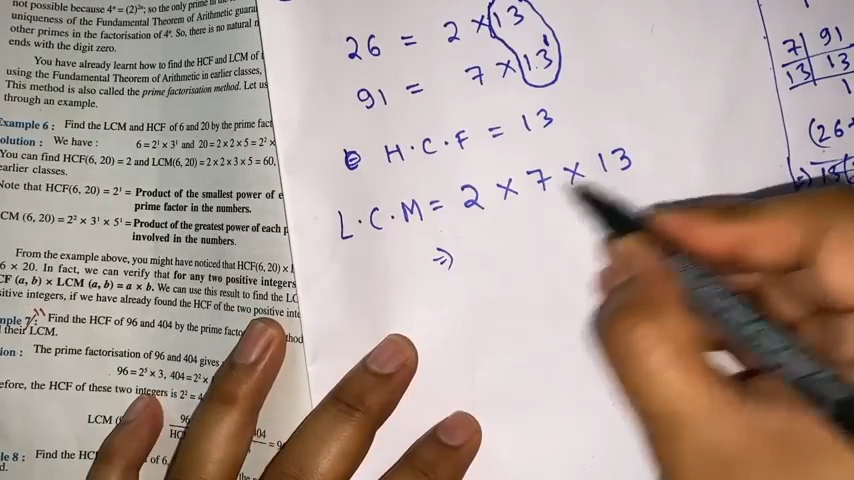 not possible because 4ⁿ = (2)²ⁿ; so the only prime in the
uniqueness of the Fundamental Theorem of Arithmetic
other primes in the factorisation of 4ⁿ. So, there is no natural
ends with the digit zero.
You have already learnt how to find the HCF and LCM of
using the Fundamental Theorem of Arithmetic in earlier classes,
This method is also called the prime factorisation method. Let us
through an example.
Example 6 : Find the LCM and HCF of 6 and 20 by the prime
We have : 6 = 2¹ × 3¹ and 20 = 2 × 2 × 5 = 2² ×
You can find HCF(6, 20) = 2 and LCM(6, 20) = 2 × 2 × 3 × 5 = 60,
earlier classes.
Note that HCF(6, 20) = 2¹ = Product of the smallest power of
prime factor in the numbers.
LCM (6, 20) = 2² × 3¹ × 5¹ = Product of the greatest power of each
involved in the numbers.
From the example above, you might have noticed that HCF(6, 20) ×
6 × 20. In fact, we can verify that for any two positive integers
(a, b) × LCM (a, b) = a × b. We can use this result to find the
integers, if we have already found the HCF of the two positive
7 : Find the HCF of 96 and 404 by the prime
their LCM.
The prime factorisation of 96 and 404 gives
96 = 2⁵ × 3, 404 = 2² ×
the HCF of these two integers is 2² =
LCM
96
404
8 : Find the
of 6,
26 = 2 × 13
91 = 7 × 13
H.C.F = 13
L.C.M = 2 × 7 × 13
⇒
7 91
13 13
1
(26